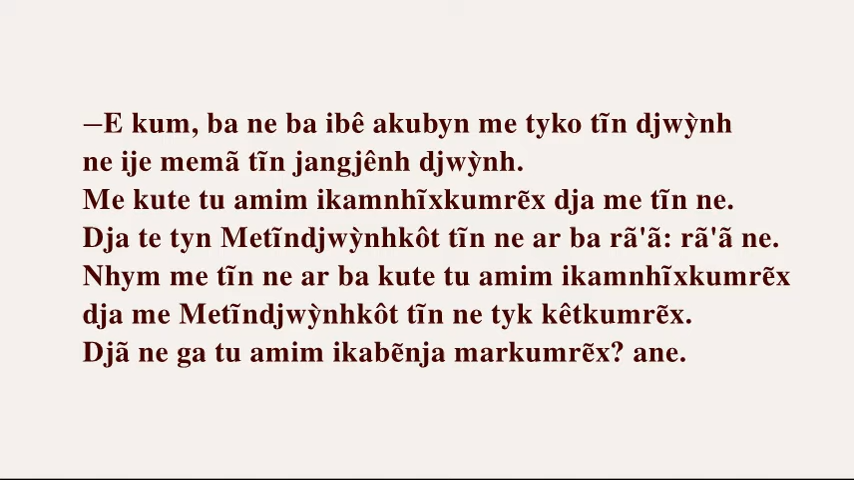 –E kum, ba ne ba ibê akubyn me tyko tĩn djwỳnh
ne ije memã tĩn jangjênh djwỳnh.
Me kute tu amim ikamnhĩxkumrẽx dja me tĩn ne.
Dja te tyn Metĩndjwỳnhkôt tĩn ne ar ba rã'ã: rã'ã ne.
Nhym me tĩn ne ar ba kute tu amim ikamnhĩxkumrẽx
dja me Metĩndjwỳnhkôt tĩn ne tyk kêtkumrẽx.
Djã ne ga tu amim ikabẽnja markumrẽx? ane.